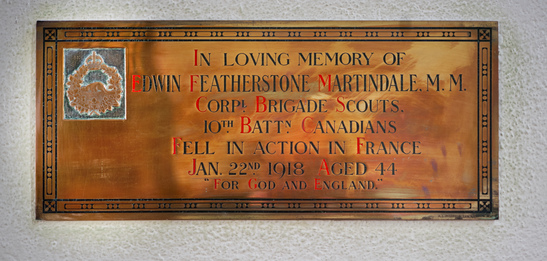 In loving memory of
Edwin Featherstone Martindale, M.M.
Corpl Brigade Scouts,
10th Battn Canadians
Fell in action in France
Jan. 22nd 1918 Aged 44
"For God and England."